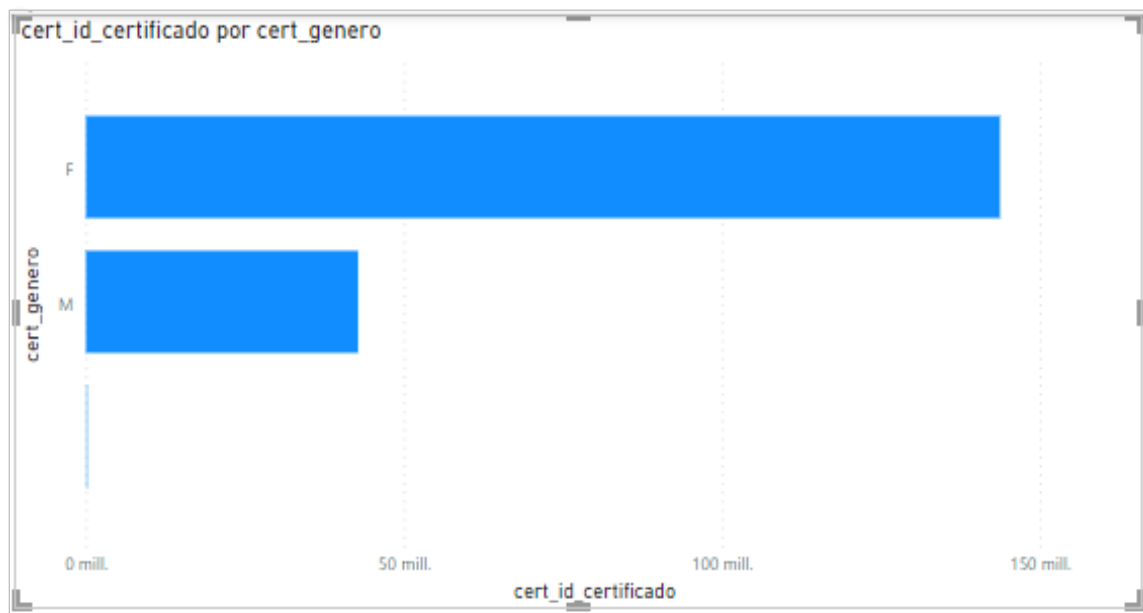 cert_id_certificado por cert_genero
F
M
cert_genero
0 mill.
50 mill.
100 mill.
150 mill.
cert_id_certificado